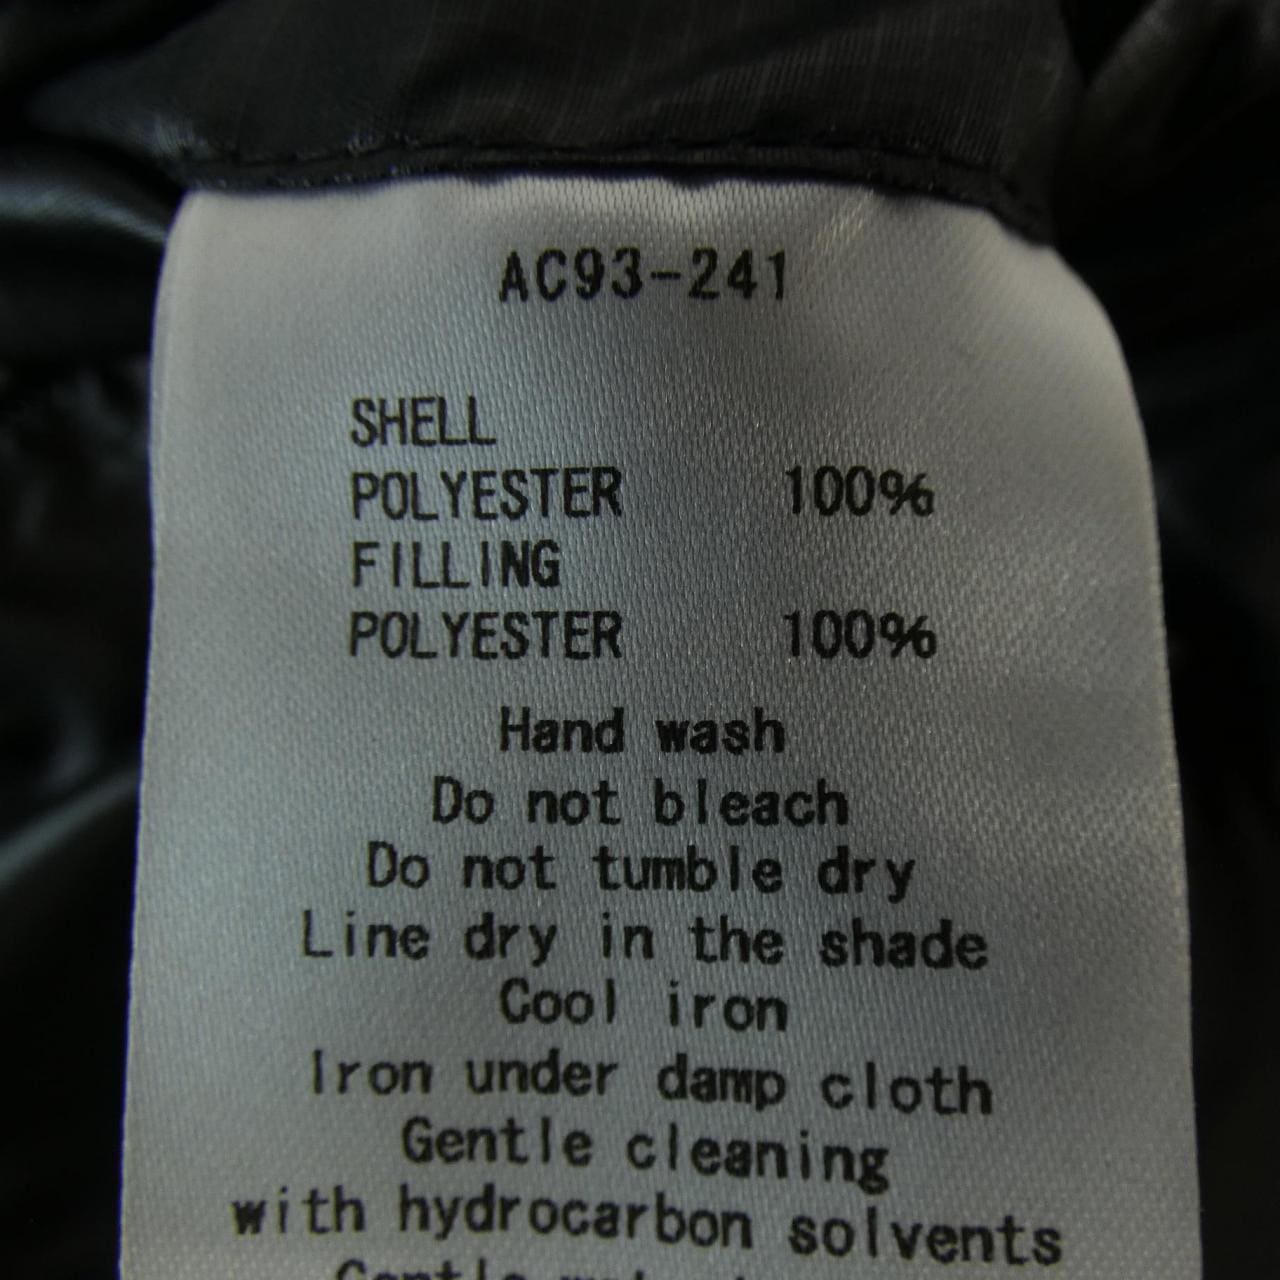 AC93-241
SHELL
POLYESTER 100%
FILLING
POLYESTER 100%
Hand wash
Do not bleach
Do not tumble dry
Line dry in the shade
Cool iron
Iron under damp cloth
Gentle cleaning
with hydrocarbon solvents
Gentle